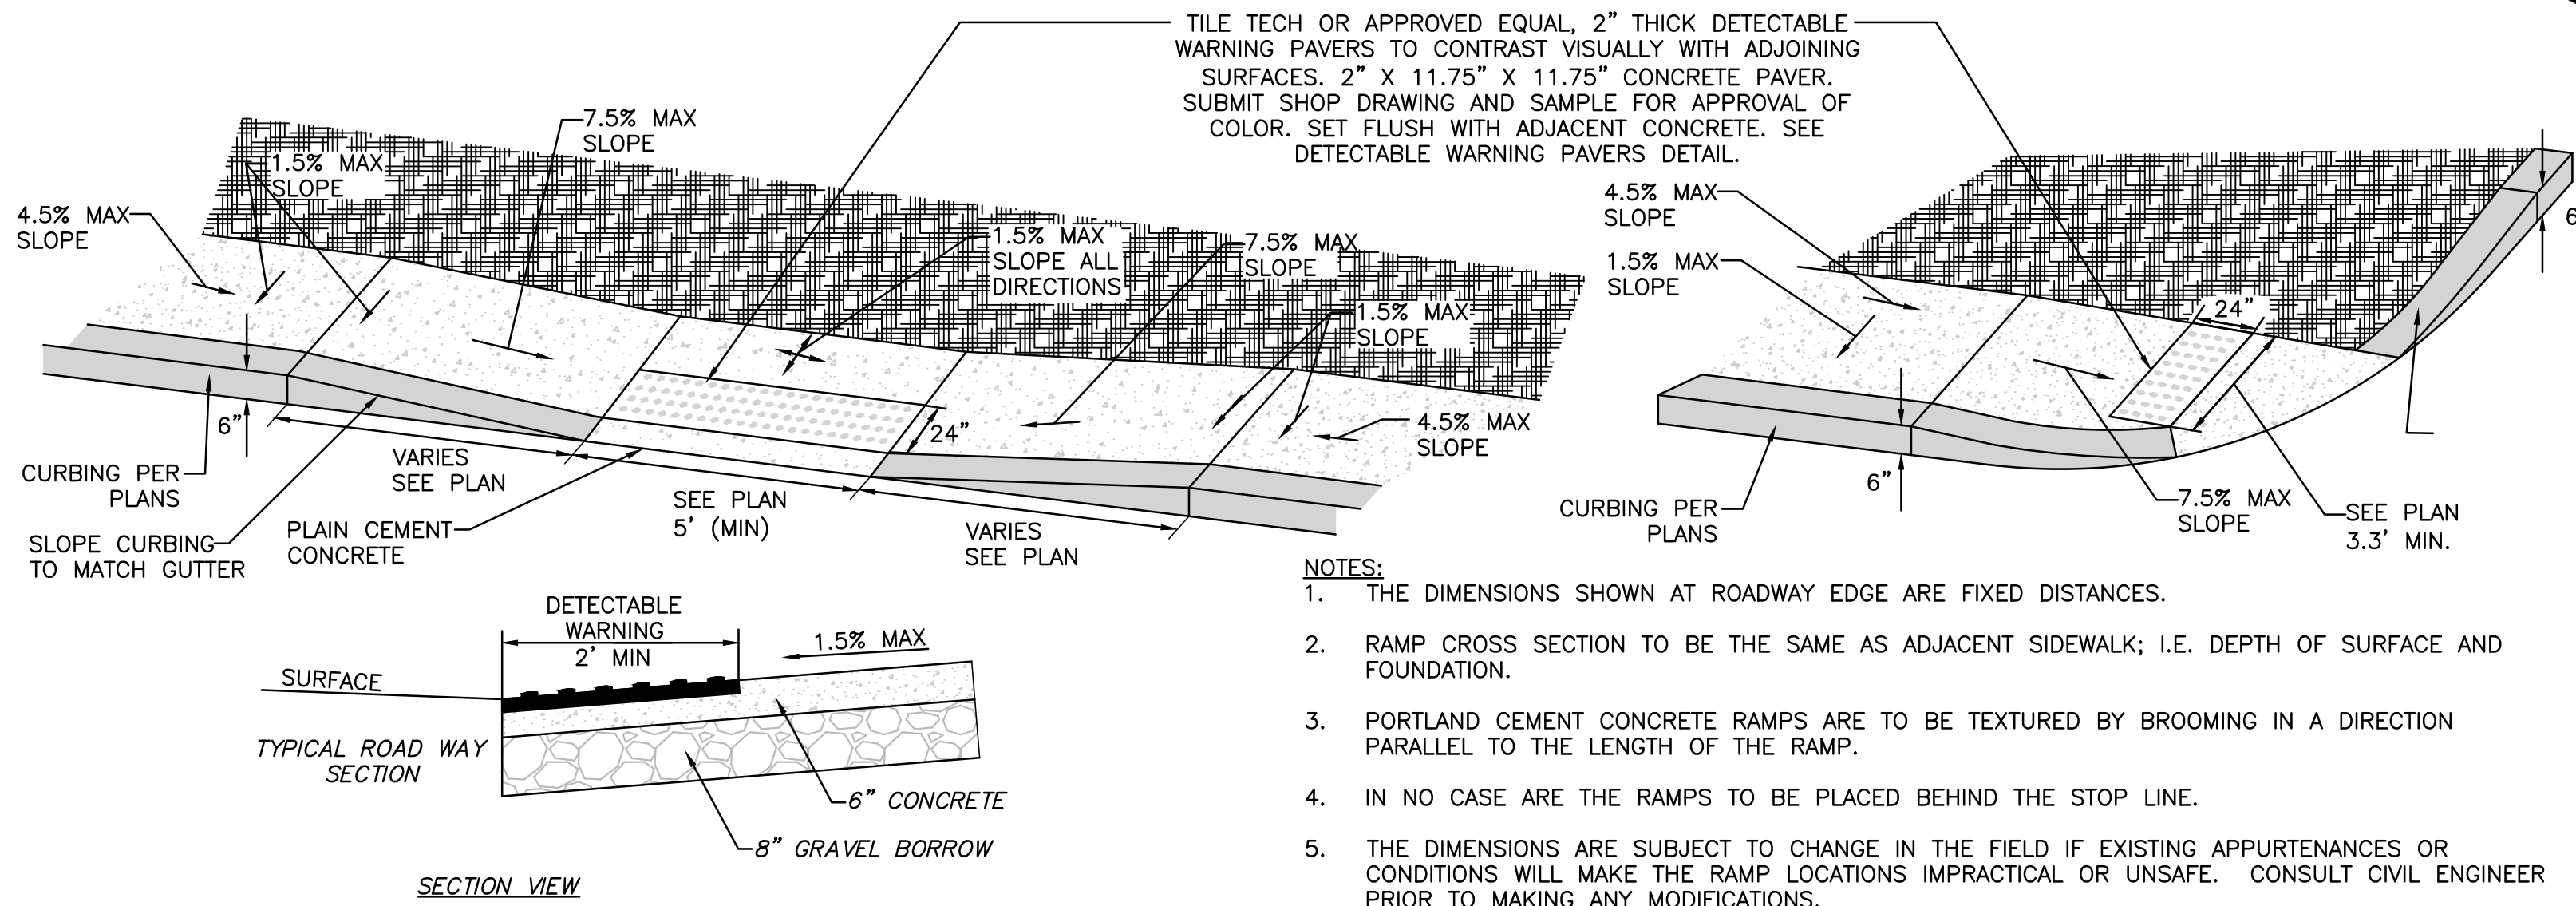 TILE TECH OR APPROVED EQUAL, 2" THICK DETECTABLE
WARNING PAVERS TO CONTRAST VISUALLY WITH ADJOINING
SURFACES. 2" X 11.75" X 11.75" CONCRETE PAVER.
SUBMIT SHOP DRAWING AND SAMPLE FOR APPROVAL OF
COLOR. SET FLUSH WITH ADJACENT CONCRETE. SEE
DETECTABLE WARNING PAVERS DETAIL.
7.5% MAX
SLOPE
1.5% MAX
SLOPE
4.5% MAX
SLOPE
1.5% MAX
SLOPE ALL
DIRECTIONS
7.5% MAX
SLOPE
1.5% MAX
SLOPE
4.5% MAX
SLOPE
24"
6"
CURBING PER
PLANS
VARIES
SEE PLAN
SLOPE CURBING
TO MATCH GUTTER
PLAIN CEMENT
CONCRETE
SEE PLAN
5' (MIN)
VARIES
SEE PLAN
4.5% MAX
SLOPE
1.5% MAX
SLOPE
24"
6
6"
CURBING PER
PLANS
7.5% MAX
SLOPE
SEE PLAN
3.3' MIN.
DETECTABLE
WARNING
2' MIN
1.5% MAX
SURFACE
TYPICAL ROAD WAY
SECTION
6" CONCRETE
8" GRAVEL BORROW
SECTION VIEW
NOTES:
1. THE DIMENSIONS SHOWN AT ROADWAY EDGE ARE FIXED DISTANCES.
2. RAMP CROSS SECTION TO BE THE SAME AS ADJACENT SIDEWALK; I.E. DEPTH OF SURFACE AND
FOUNDATION.
3. PORTLAND CEMENT CONCRETE RAMPS ARE TO BE TEXTURED BY BROOMING IN A DIRECTION
PARALLEL TO THE LENGTH OF THE RAMP.
4. IN NO CASE ARE THE RAMPS TO BE PLACED BEHIND THE STOP LINE.
5. THE DIMENSIONS ARE SUBJECT TO CHANGE IN THE FIELD IF EXISTING APPURTENANCES OR
CONDITIONS WILL MAKE THE RAMP LOCATIONS IMPRACTICAL OR UNSAFE. CONSULT CIVIL ENGINEER
PRIOR TO MAKING ANY MODIFICATIONS.